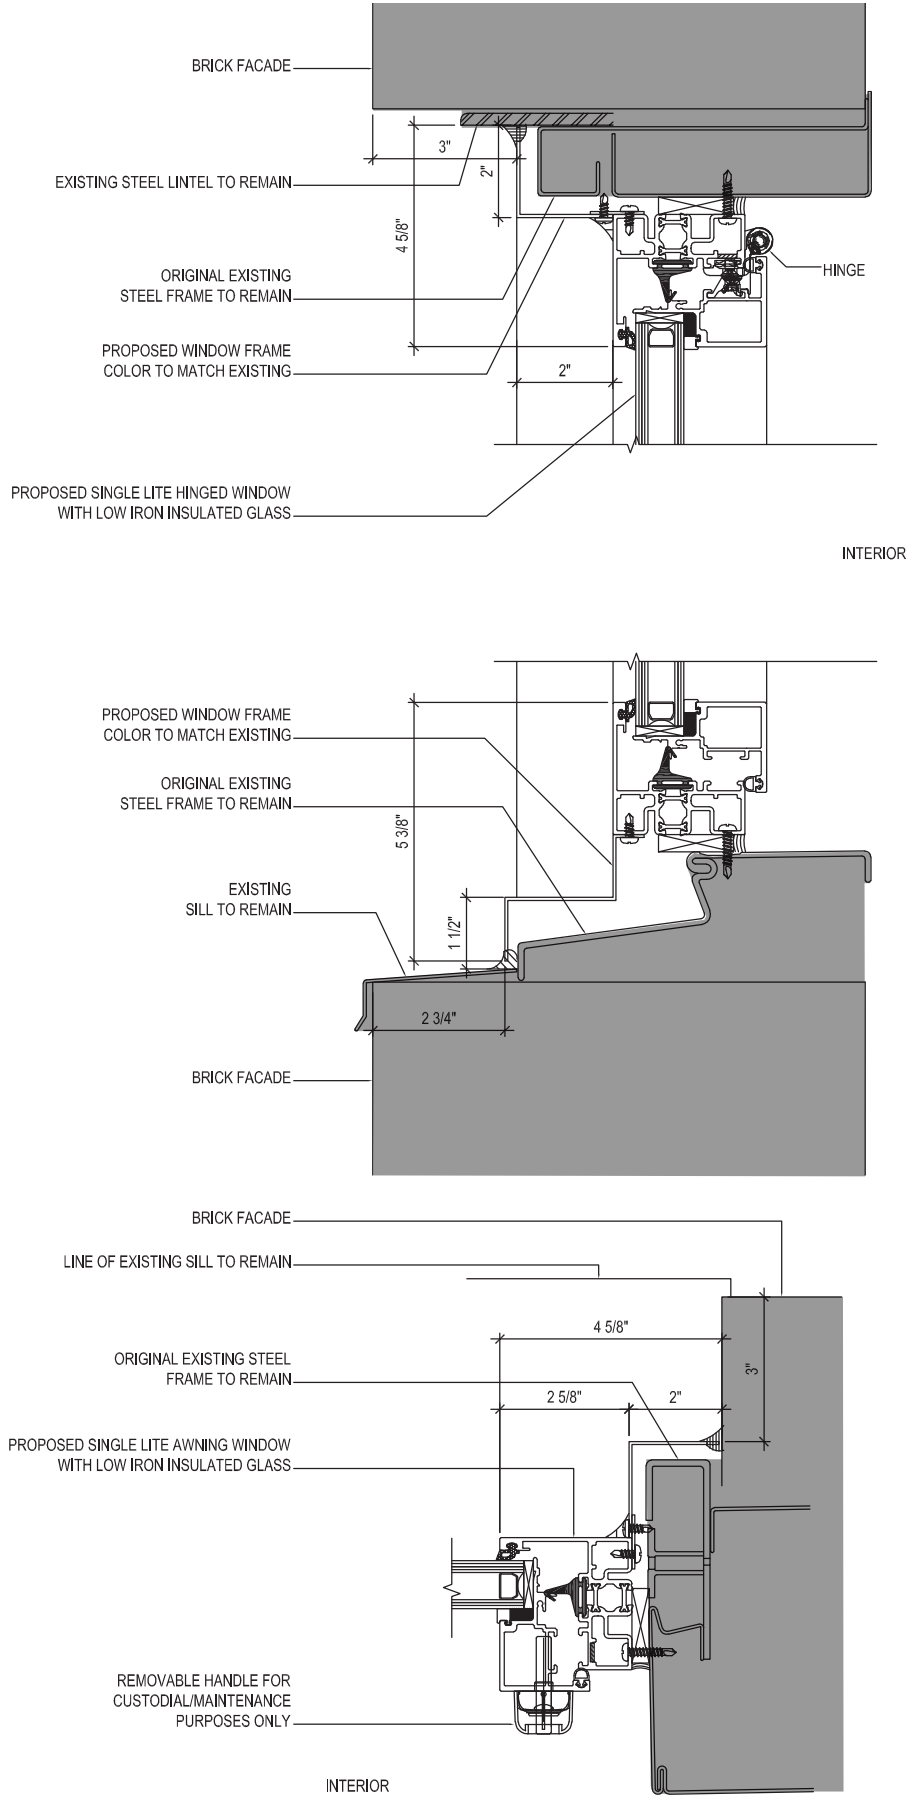 BRICK FACADE
3"
2"
EXISTING STEEL LINTEL TO REMAIN
4 5/8"
ORIGINAL EXISTING
STEEL FRAME TO REMAIN
HINGE
PROPOSED WINDOW FRAME
COLOR TO MATCH EXISTING
2"
PROPOSED SINGLE LITE HINGED WINDOW
WITH LOW IRON INSULATED GLASS
INTERIOR
PROPOSED WINDOW FRAME
COLOR TO MATCH EXISTING
ORIGINAL EXISTING
STEEL FRAME TO REMAIN
5 3/8"
EXISTING
SILL TO REMAIN
1 1/2"
2 3/4"
BRICK FACADE
BRICK FACADE
LINE OF EXISTING SILL TO REMAIN
4 5/8"
3"
ORIGINAL EXISTING STEEL
FRAME TO REMAIN
2 5/8"
2"
PROPOSED SINGLE LITE AWNING WINDOW
WITH LOW IRON INSULATED GLASS
REMOVABLE HANDLE FOR
CUSTODIAL/MAINTENANCE
PURPOSES ONLY
INTERIOR